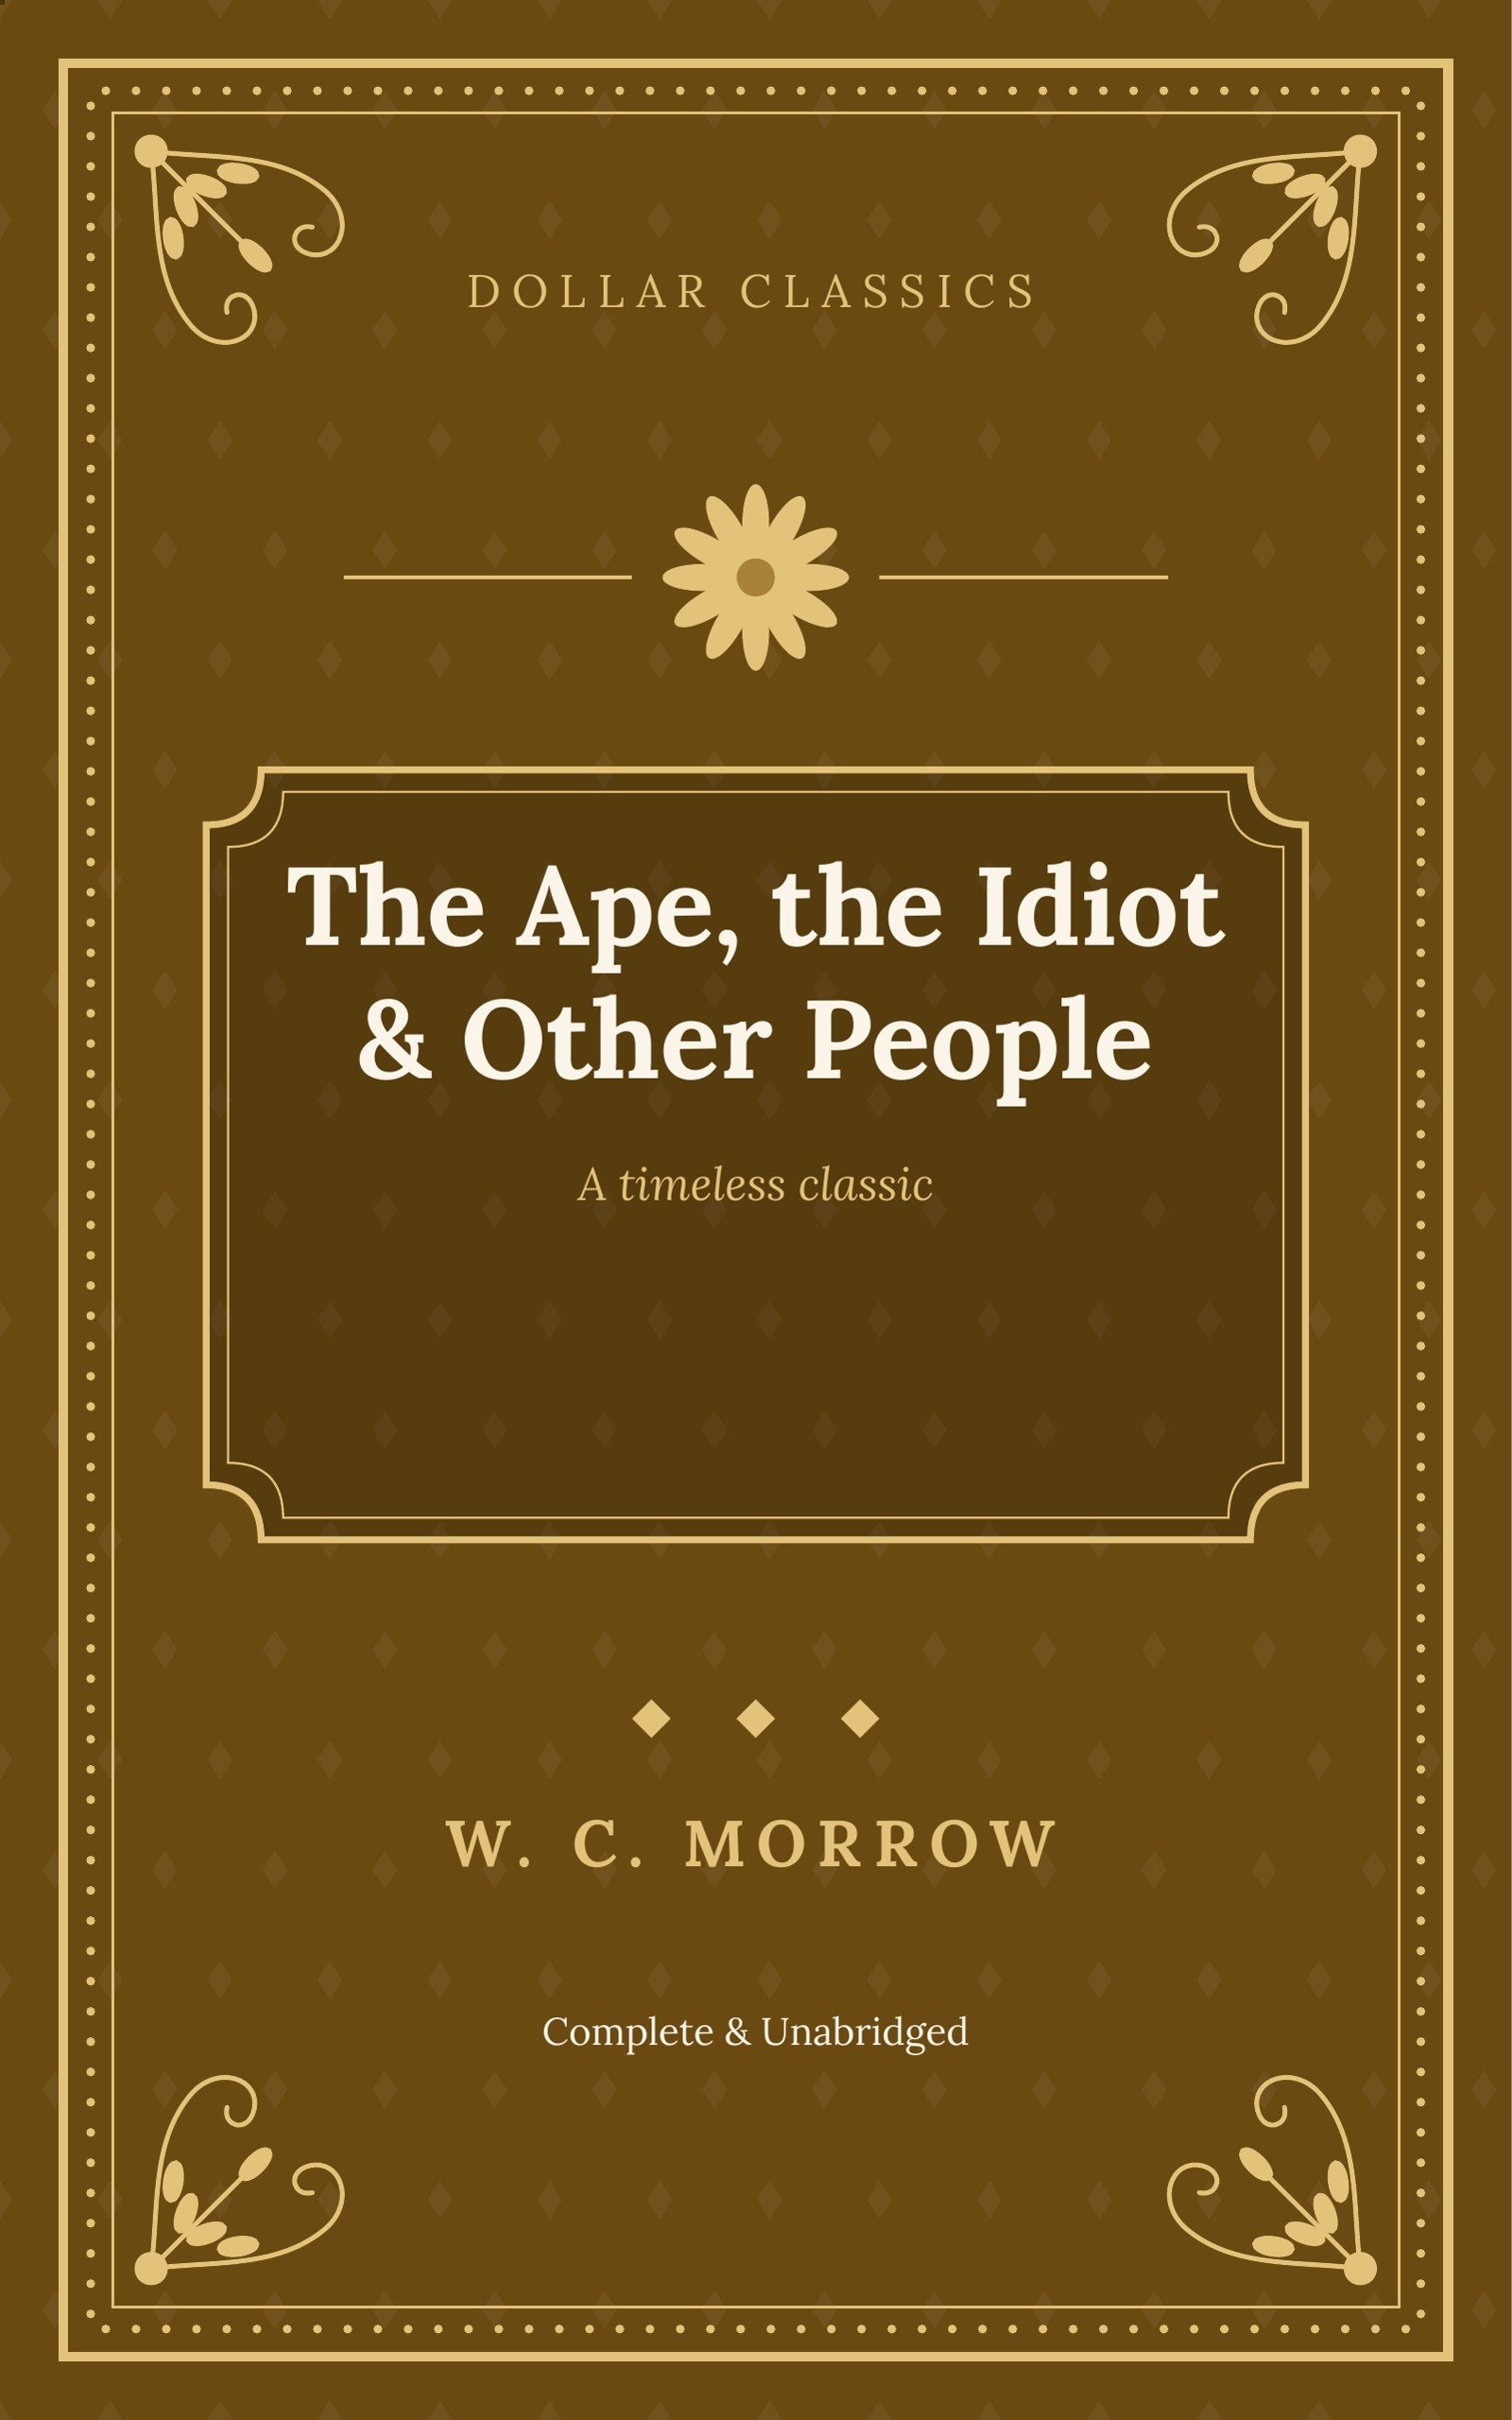 DOLLAR CLASSICS
The Ape, the Idiot
& Other People
A timeless classic
W. C. MORROW
Complete & Unabridged